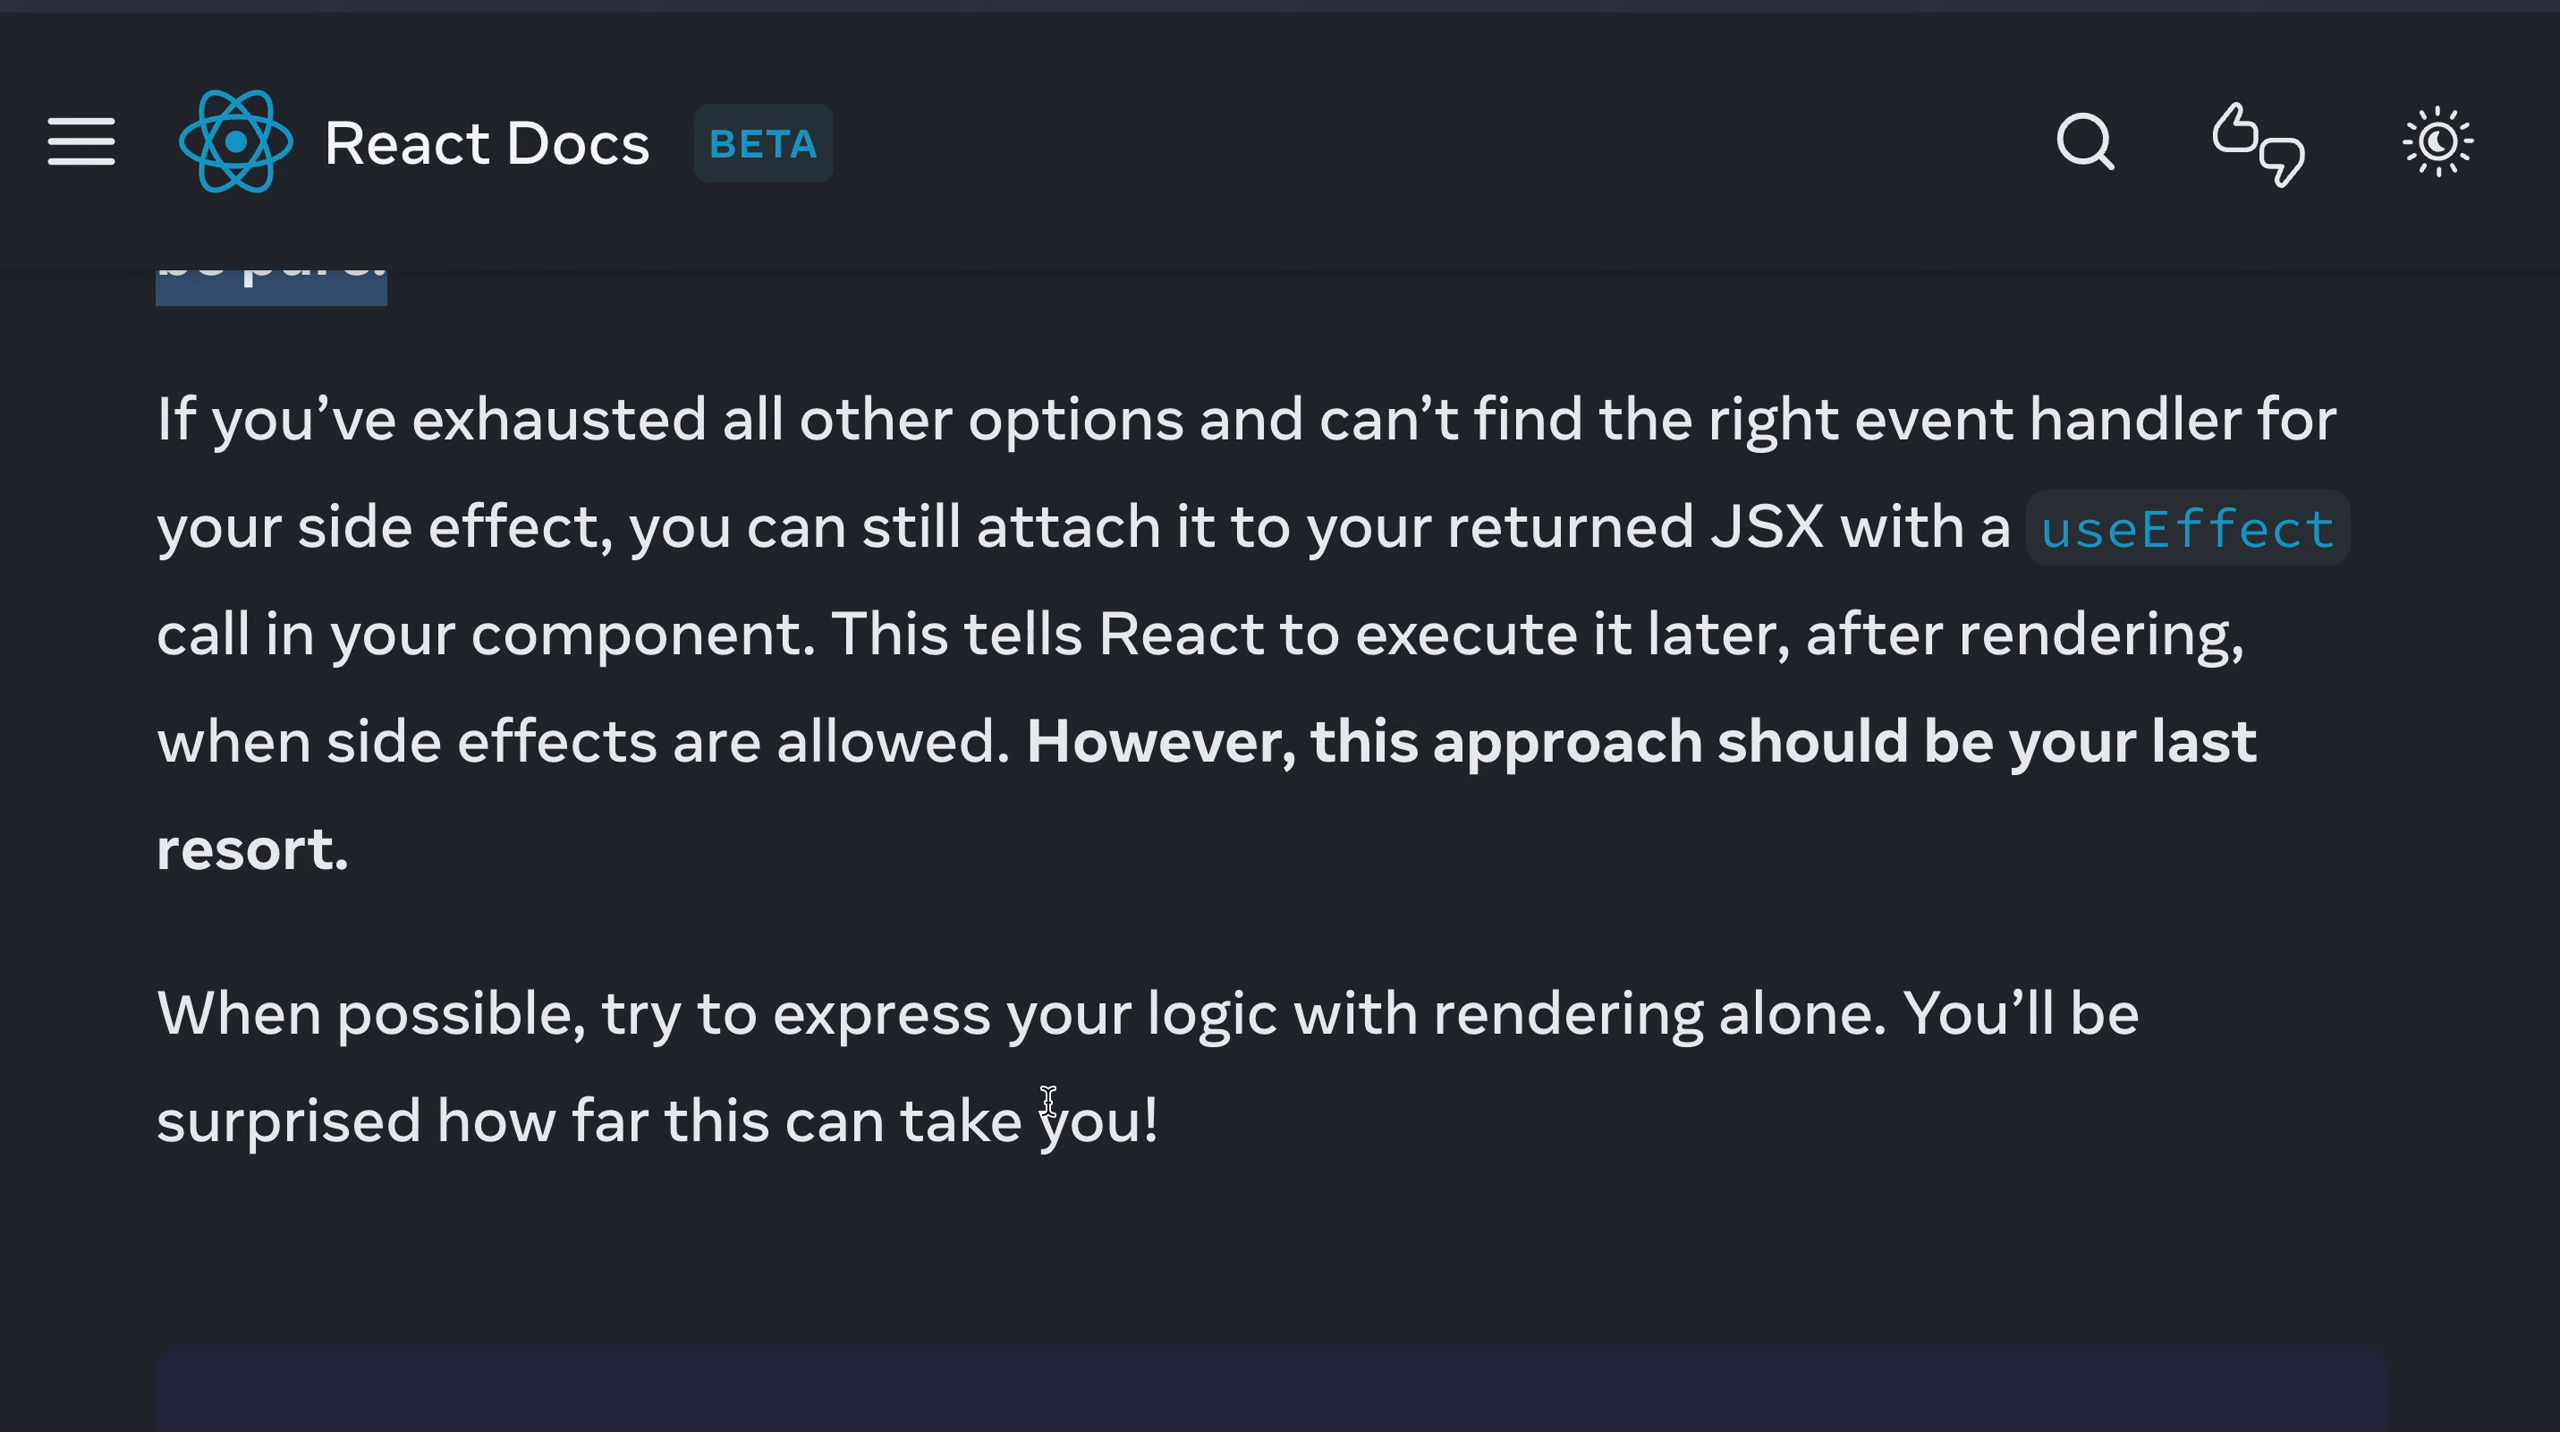 React Docs BETA
be pure.
If you’ve exhausted all other options and can’t find the right event handler for
your side effect, you can still attach it to your returned JSX with a useEffect
call in your component. This tells React to execute it later, after rendering,
when side effects are allowed. However, this approach should be your last
resort.
When possible, try to express your logic with rendering alone. You’ll be
surprised how far this can take you!